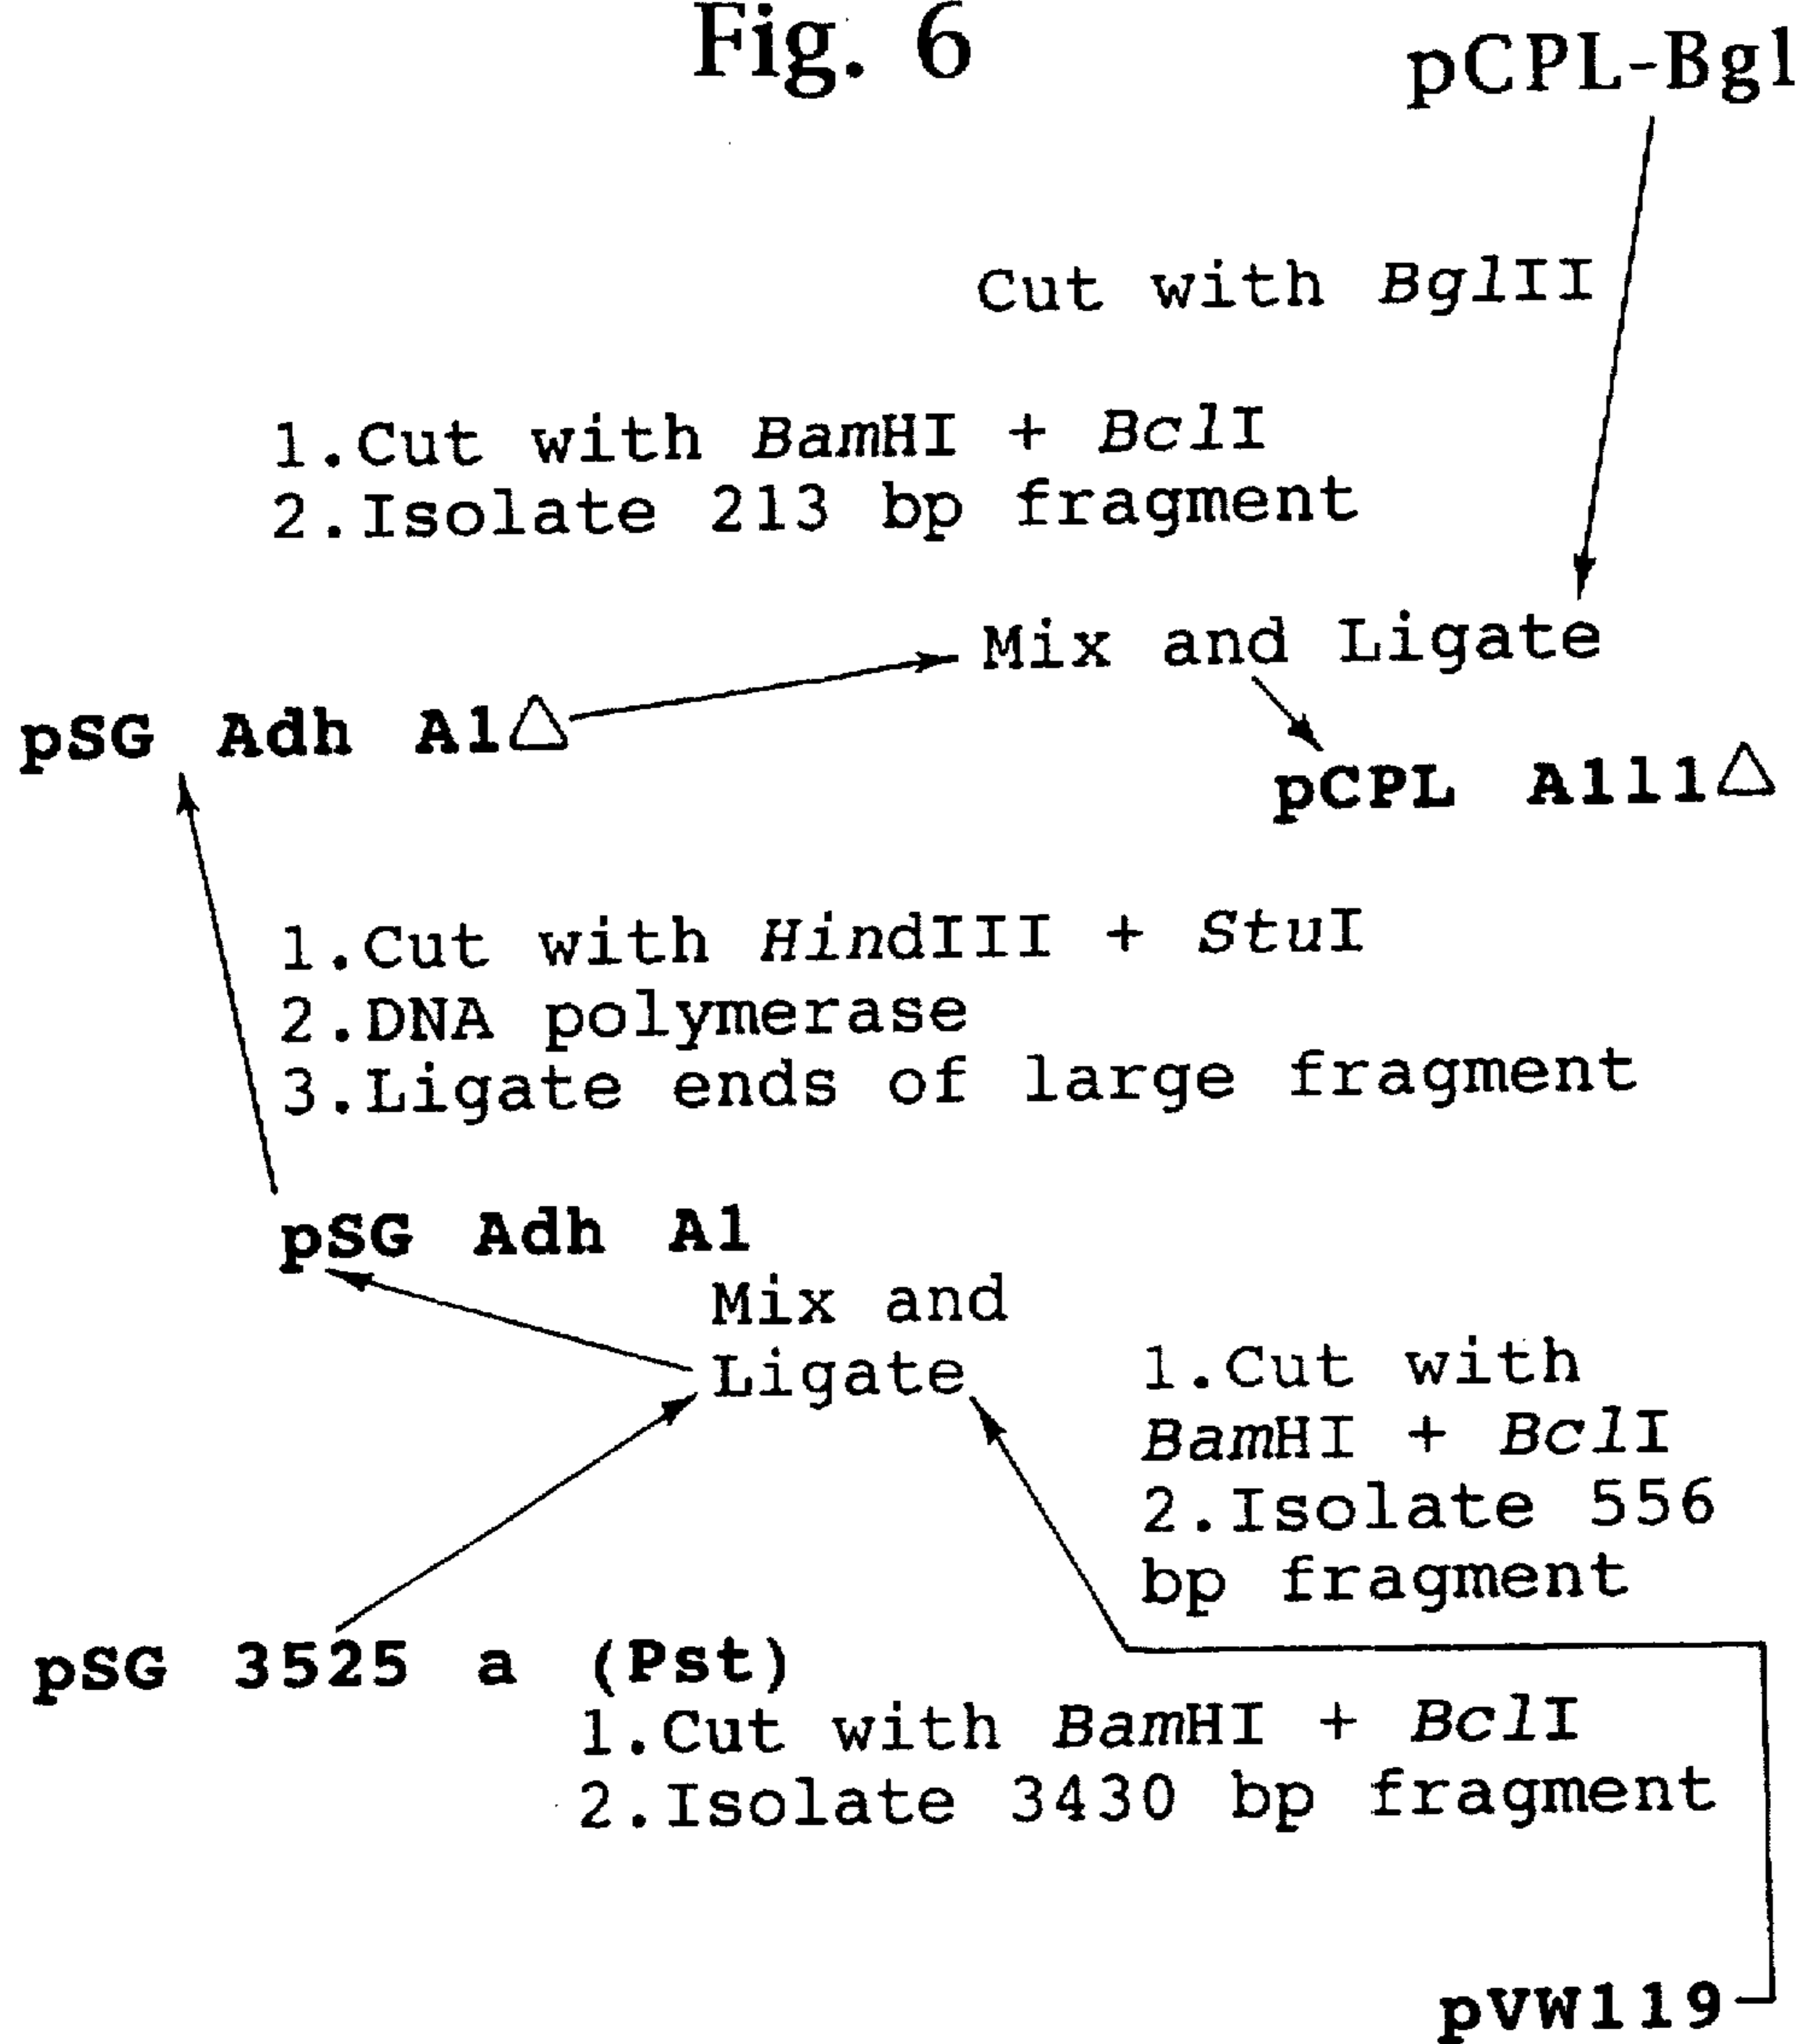 Fig. 6
pCPL-Bgl
Cut with BglII
1.Cut with BamHI + BclI
2.Isolate 213 bp fragment
Mix and Ligate
pSG Adh A1△
pCPL A111△
1.Cut with HindIII + StuI
2.DNA polymerase
3.Ligate ends of large fragment
pSG Adh A1
Mix and
Ligate
1.Cut with
BamHI + BclI
2.Isolate 556
bp fragment
pSG 3525 a (Pst)
1.Cut with BamHI + BclI
2.Isolate 3430 bp fragment
pVW119